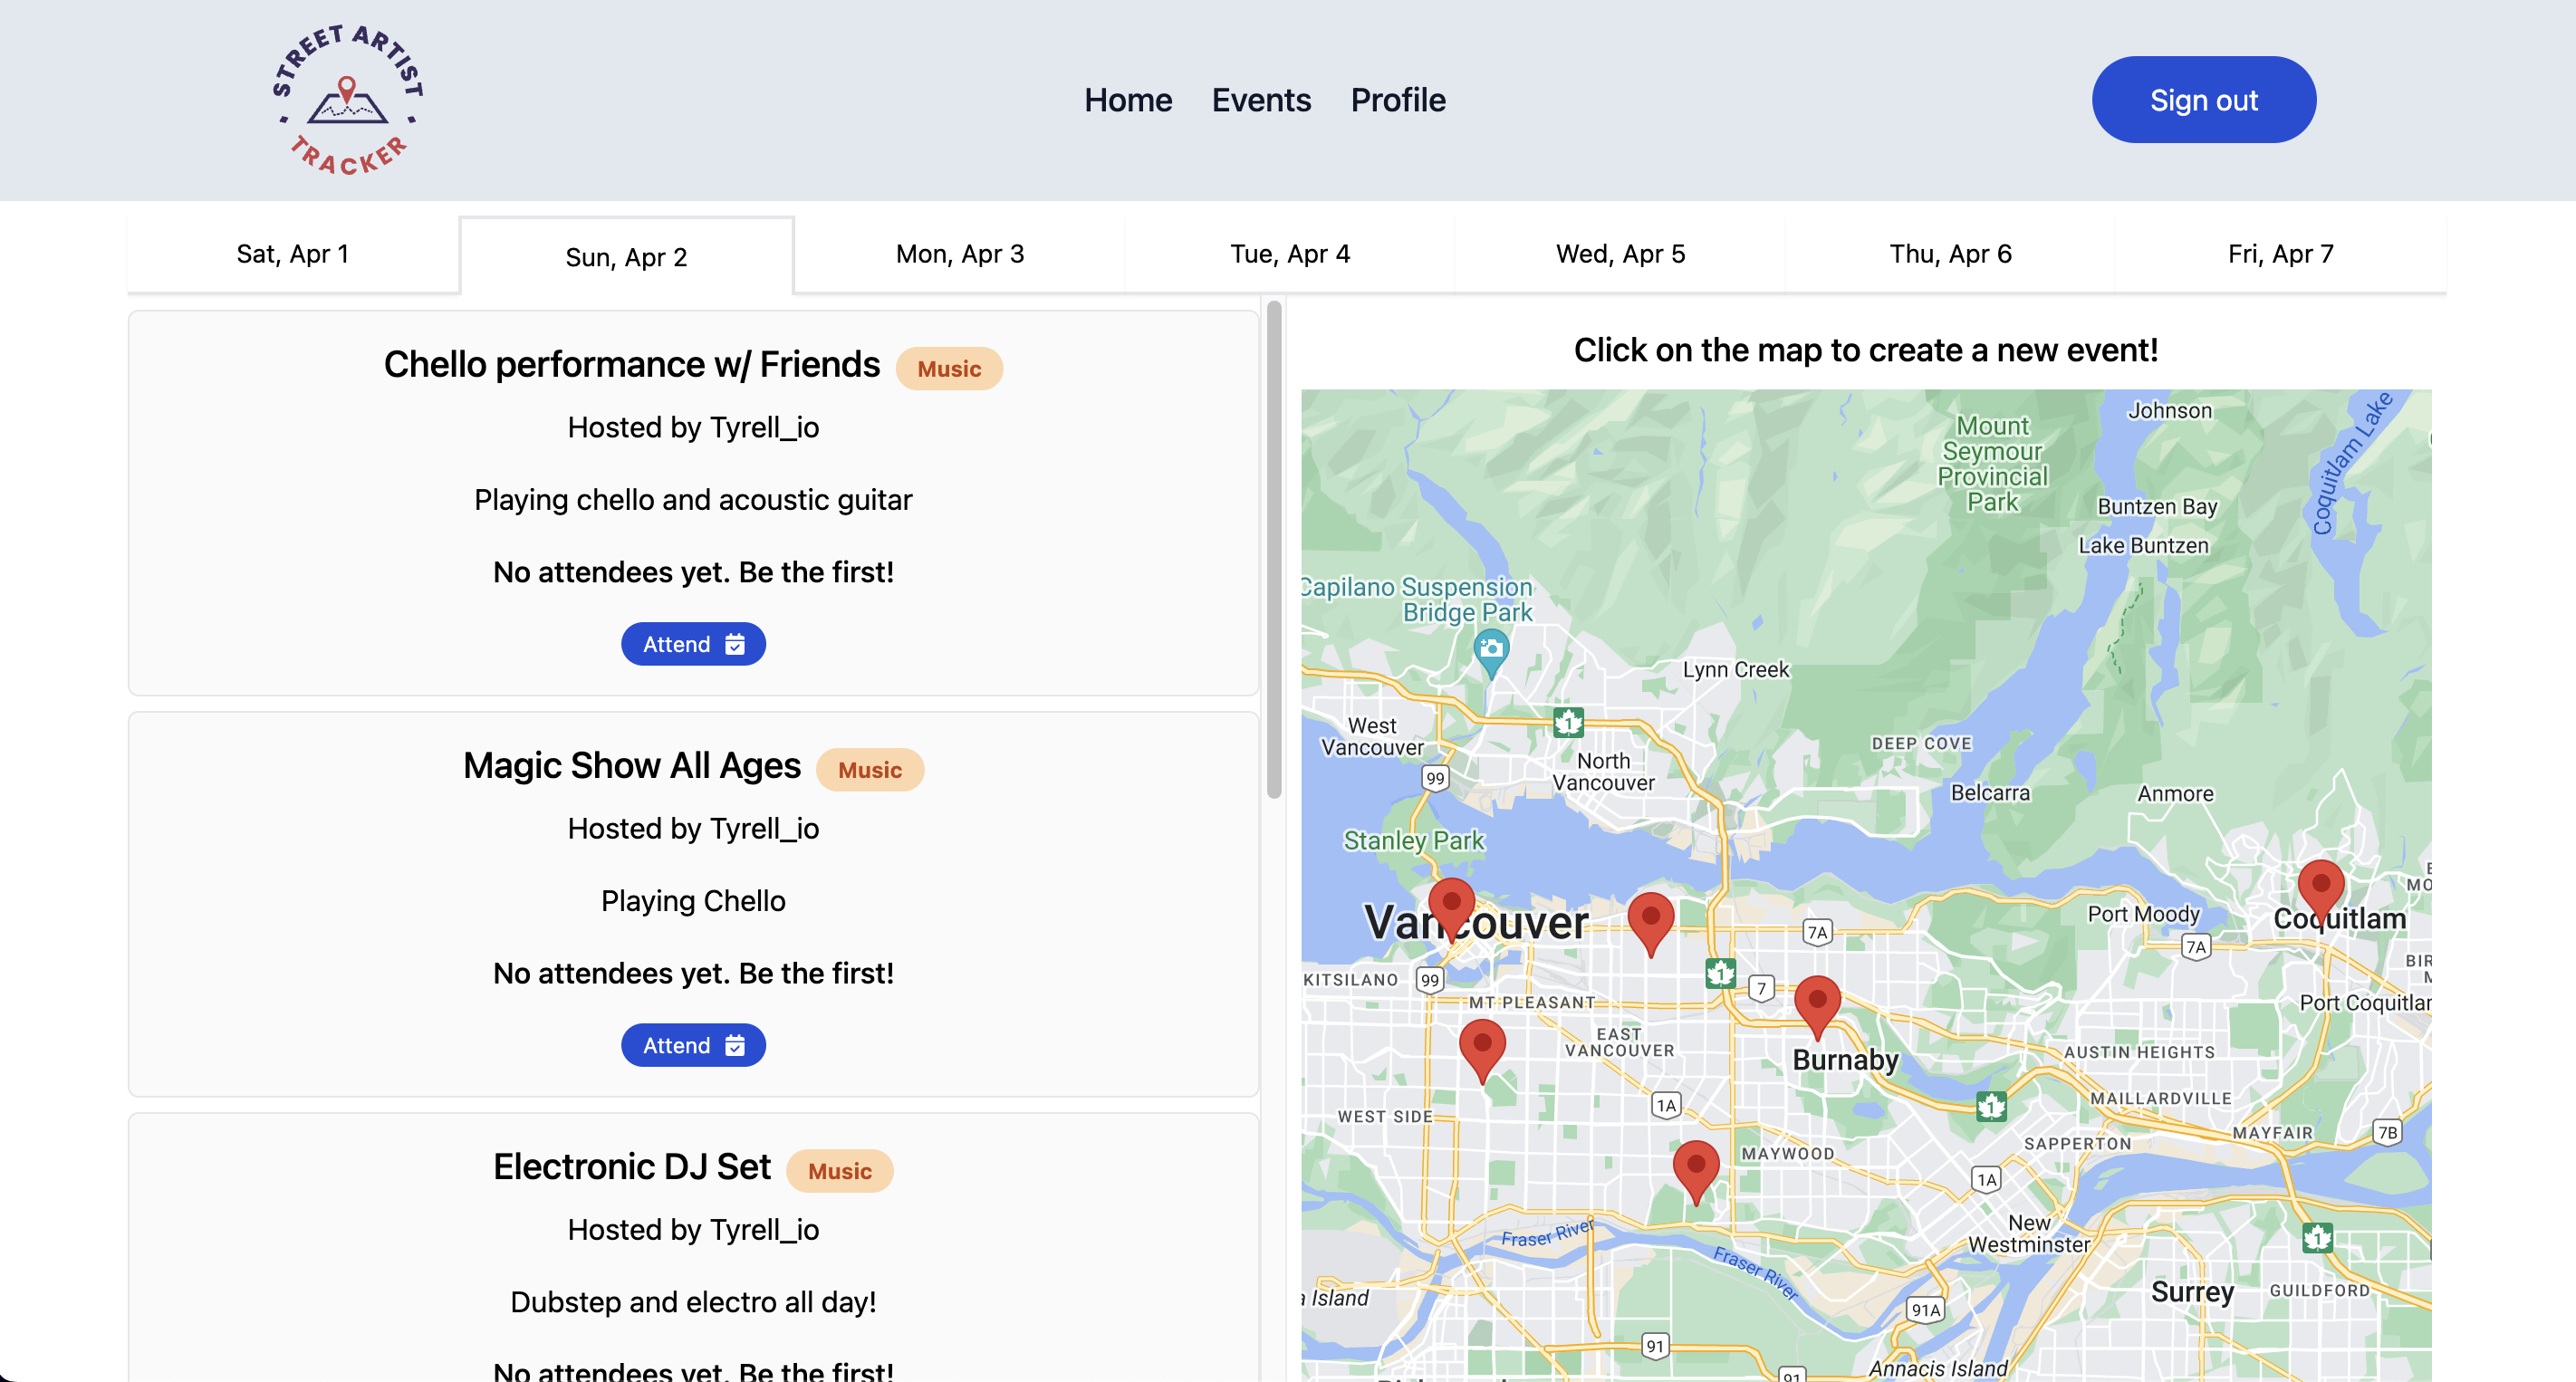 STREET ARTIST
TRACKER
Home Events Profile
Sign out
Sat, Apr 1
Sun, Apr 2
Mon, Apr 3
Tue, Apr 4
Wed, Apr 5
Thu, Apr 6
Fri, Apr 7
Chello performance w/ Friends Music
Hosted by Tyrell_io
Playing chello and acoustic guitar
No attendees yet. Be the first!
Attend
Magic Show All Ages Music
Hosted by Tyrell_io
Playing Chello
No attendees yet. Be the first!
Attend
Electronic DJ Set Music
Hosted by Tyrell_io
Dubstep and electro all day!
No attendees yet. Be the first!
Click on the map to create a new event!
Johnson
Mount
Seymour
Provincial
Park
Coquitlam Lake
Buntzen Bay
Lake Buntzen
Capilano Suspension
Bridge Park
Lynn Creek
1
West
Vancouver
DEEP COVE
North
Vancouver
99
Belcarra
Anmore
Stanley Park
Vancouver
7A
Port Moody
Coquitlam
7A
KITSILANO
99
1
7
MT PLEASANT
Port Coquitlam
EAST
VANCOUVER
Burnaby
AUSTIN HEIGHTS
1A
1
MAILLARDVILLE
WEST SIDE
MAYFAIR
7B
SAPPERTON
MAYWOOD
1A
New
Westminster
Fraser River
Fraser River
1
Surrey
GUILDFORD
Island
91A
91
Annacis Island
91